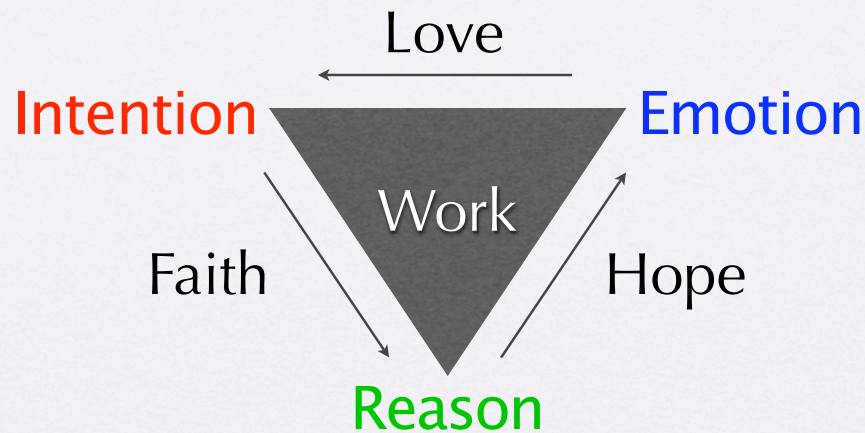 Love
Intention
Emotion
Work
Faith
Hope
Reason